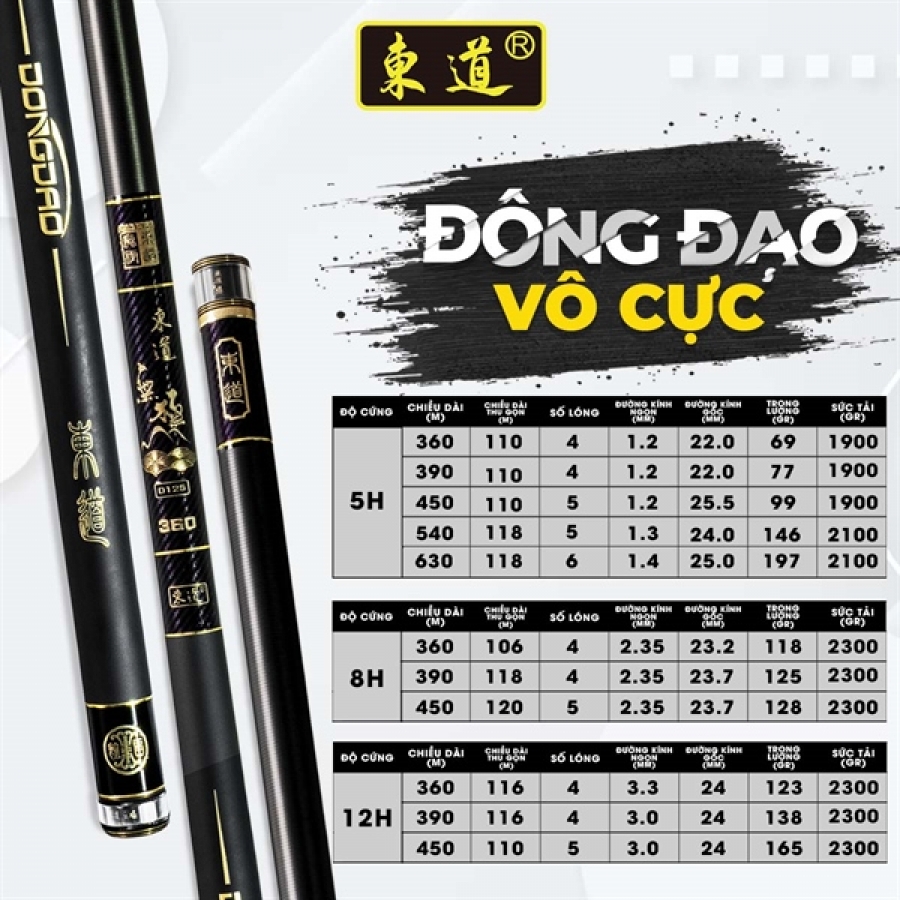 東道®
ĐÔNG ĐẠO
VÔ CỰC
DONGDAO
東道
東道
D125
360
東道
東道
ĐỘ CỨNG CHIỀU DÀI (M) CHIỀU DÀI THU GỌN (M) SỐ LÓNG ĐƯỜNG KÍNH NGỌN (MM) ĐƯỜNG KÍNH GỐC (MM) TRỌNG LƯỢNG (GR) SỨC TẢI (GR)
5H
360 110 4 1.2 22.0 69 1900
390 110 4 1.2 22.0 77 1900
450 110 5 1.2 25.5 99 1900
540 118 5 1.3 24.0 146 2100
630 118 6 1.4 25.0 197 2100
ĐỘ CỨNG CHIỀU DÀI (M) CHIỀU DÀI THU GỌN (M) SỐ LÓNG ĐƯỜNG KÍNH NGỌN (MM) ĐƯỜNG KÍNH GỐC (MM) TRỌNG LƯỢNG (GR) SỨC TẢI (GR)
8H
360 106 4 2.35 23.2 118 2300
390 118 4 2.35 23.7 125 2300
450 120 5 2.35 23.7 128 2300
ĐỘ CỨNG CHIỀU DÀI (M) CHIỀU DÀI THU GỌN (M) SỐ LÓNG ĐƯỜNG KÍNH NGỌN (MM) ĐƯỜNG KÍNH GỐC (MM) TRỌNG LƯỢNG (GR) SỨC TẢI (GR)
12H
360 116 4 3.3 24 123 2300
390 116 4 3.0 24 138 2300
450 110 5 3.0 24 165 2300